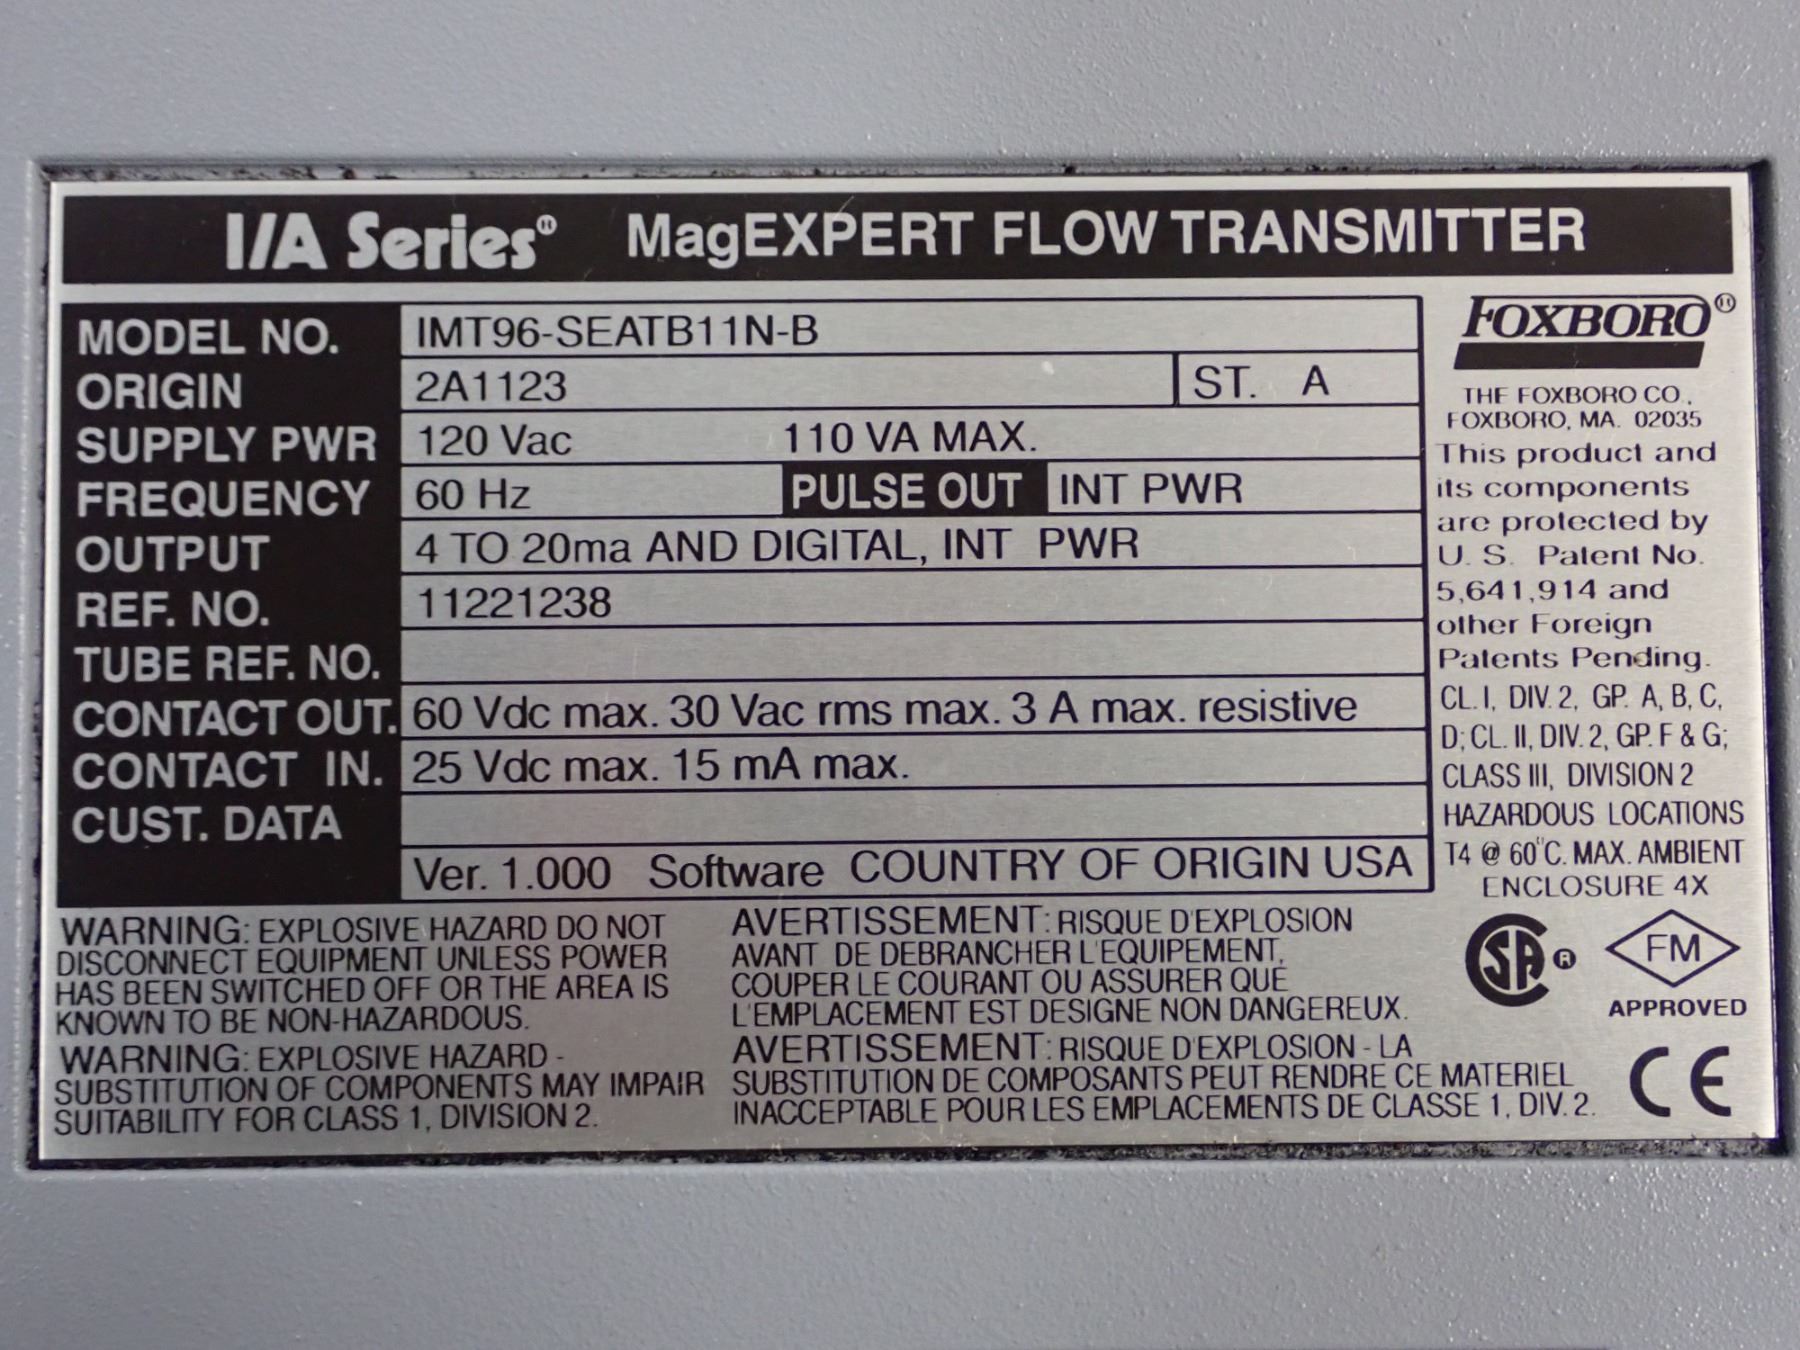 I/A Series® MagEXPERT FLOW TRANSMITTER
MODEL NO. IMT96-SEATB11N-B
ORIGIN 2A1123 ST. A
SUPPLY PWR 120 Vac 110 VA MAX.
FREQUENCY 60 Hz PULSE OUT INT PWR
OUTPUT 4 TO 20ma AND DIGITAL, INT PWR
REF. NO. 11221238
TUBE REF. NO.
CONTACT OUT. 60 Vdc max. 30 Vac rms max. 3 A max. resistive
CONTACT IN. 25 Vdc max. 15 mA max.
CUST. DATA
Ver. 1.000 Software COUNTRY OF ORIGIN USA
FOXBORO®
THE FOXBORO CO.,
FOXBORO, MA. 02035
This product and
its components
are protected by
U. S. Patent No.
5,641,914 and
other Foreign
Patents Pending.
CL. I, DIV. 2, GP. A, B, C,
D; CL. II, DIV. 2, GP. F & G;
CLASS III, DIVISION 2
HAZARDOUS LOCATIONS
T4 @ 60°C. MAX. AMBIENT
ENCLOSURE 4X
WARNING: EXPLOSIVE HAZARD DO NOT
DISCONNECT EQUIPMENT UNLESS POWER
HAS BEEN SWITCHED OFF OR THE AREA IS
KNOWN TO BE NON-HAZARDOUS.
WARNING: EXPLOSIVE HAZARD -
SUBSTITUTION OF COMPONENTS MAY IMPAIR
SUITABILITY FOR CLASS 1, DIVISION 2.
AVERTISSEMENT: RISQUE D'EXPLOSION
AVANT DE DEBRANCHER L'EQUIPEMENT,
COUPER LE COURANT OU ASSURER QUE
L'EMPLACEMENT EST DESIGNE NON DANGEREUX.
AVERTISSEMENT: RISQUE D'EXPLOSION - LA
SUBSTITUTION DE COMPOSANTS PEUT RENDRE CE MATERIEL
INACCEPTABLE POUR LES EMPLACEMENTS DE CLASSE 1, DIV. 2.
SA®
FM
APPROVED
CE